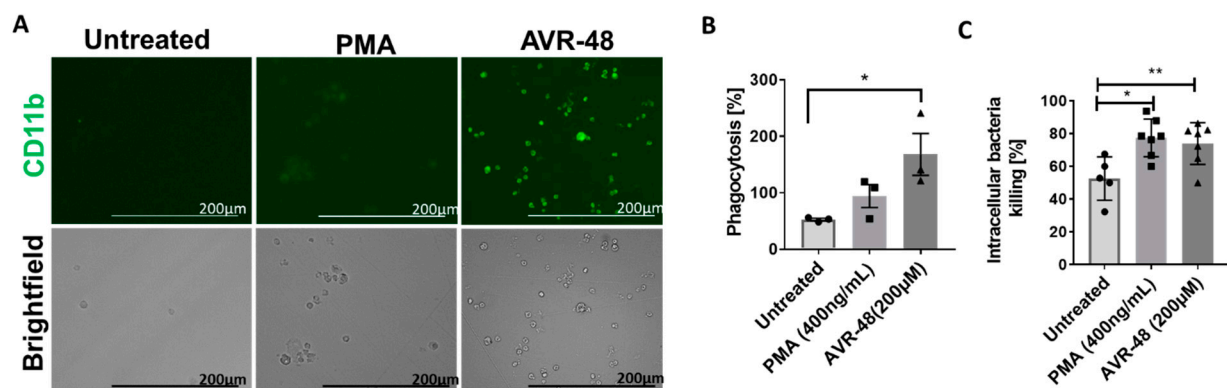 A
Untreated
PMA
AVR-48
CD11b
200µm
200µm
200µm
Brightfield
200µm
200µm
200µm
B
Phagocytosis [%]
300
200
100
0
*
Untreated
PMA (400ng/mL)
AVR-48(200µM)
C
Intracellular bacteria
killing [%]
100
80
60
40
20
0
**
*
Untreated
PMA (400ng/mL)
AVR-48 (200µM)